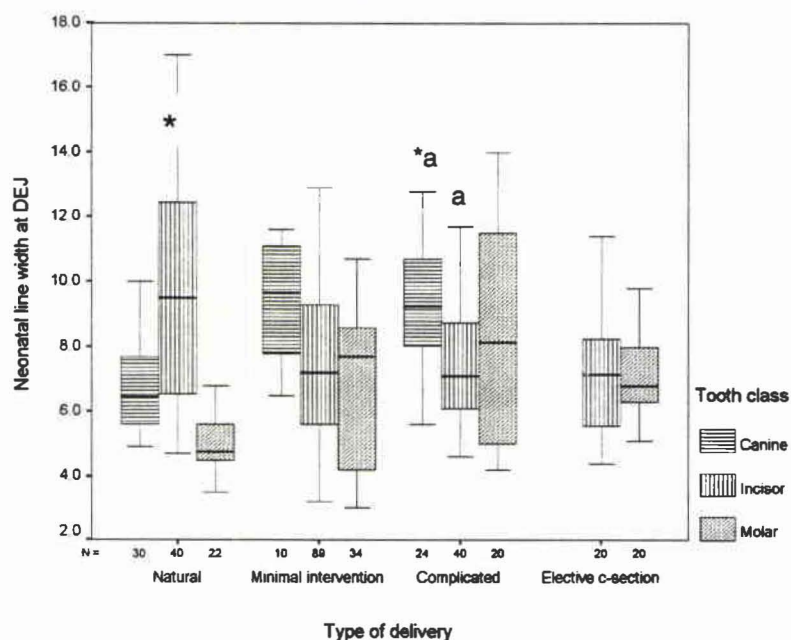 18.0
16.0
14.0
12.0
10.0
8.0
6.0
4.0
2.0
Neonatal line width at DEJ
*
*a
a
N = 30 40 22 10 89 34 24 40 20 20 20
Natural Minimal intervention Complicated Elective c-section
Type of delivery
Tooth class
Canine
Incisor
Molar